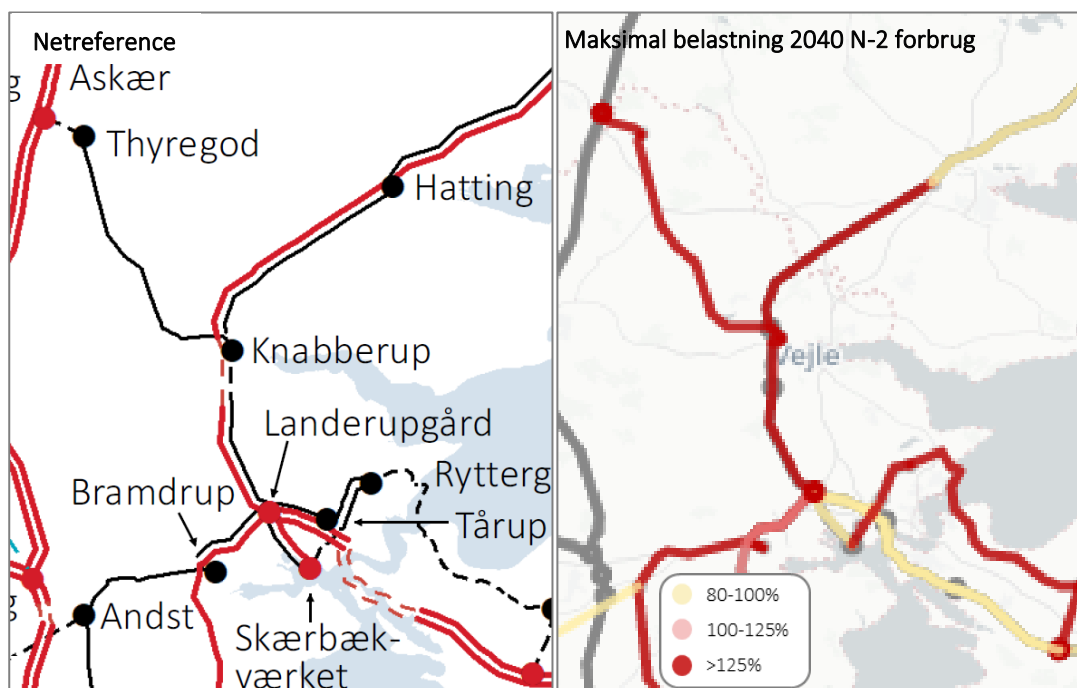 Netreference
g
Askær
Thyregod
Hatting
Knabberup
Landerupgård
Bramdrup
Rytterg
Tårup
Andst
g
Skærbæk-
værket
Maksimal belastning 2040 N-2 forbrug
Vejle
80-100%
100-125%
>125%